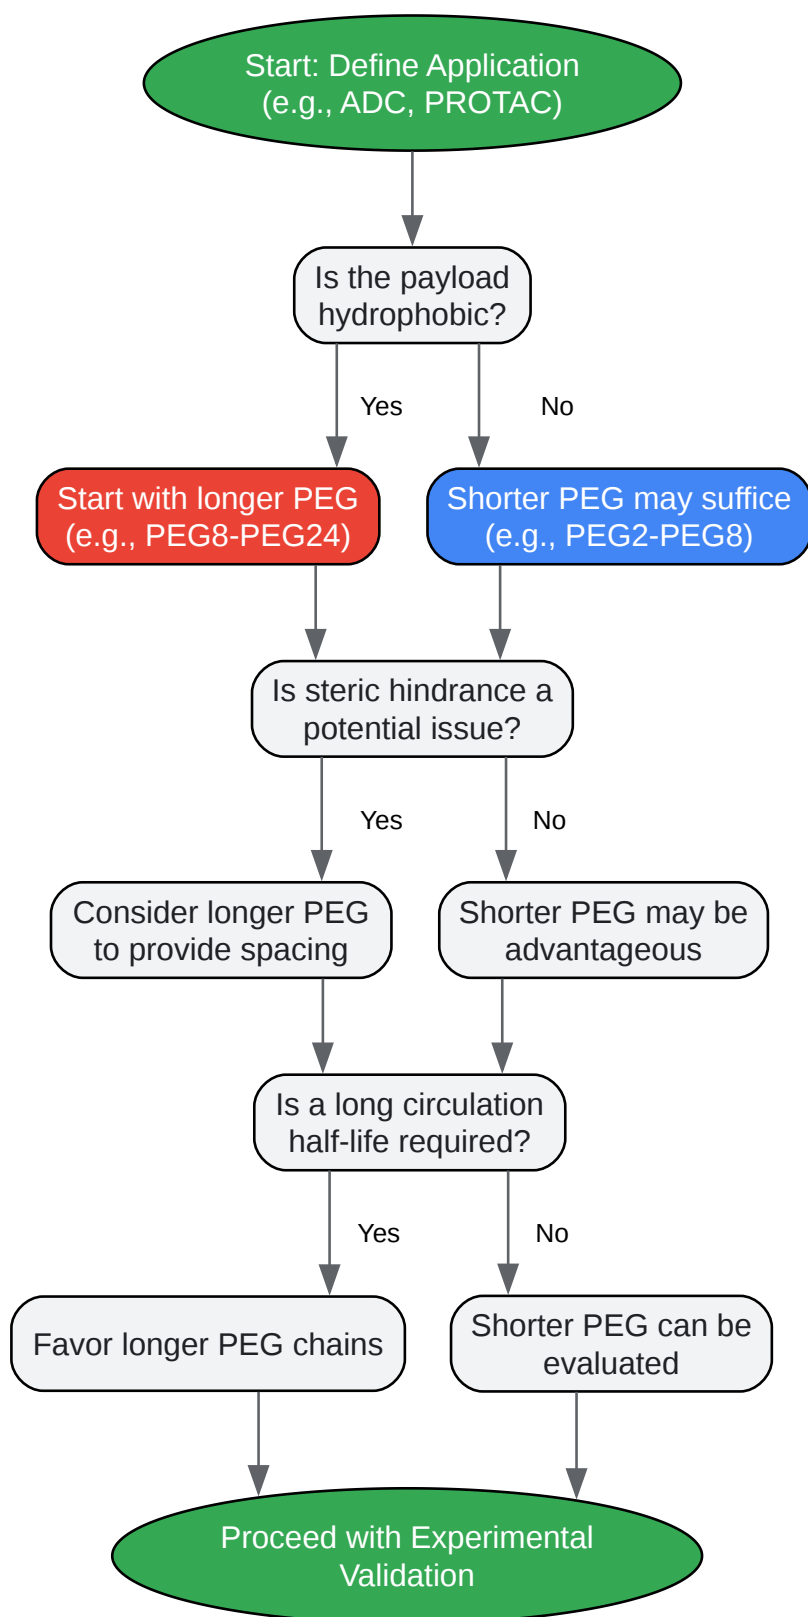 Start: Define Application
(e.g., ADC, PROTAC)
Is the payload
hydrophobic?
Yes
No
Start with longer PEG
(e.g., PEG8-PEG24)
Shorter PEG may suffice
(e.g., PEG2-PEG8)
Is steric hindrance a
potential issue?
Yes
No
Consider longer PEG
to provide spacing
Shorter PEG may be
advantageous
Is a long circulation
half-life required?
Yes
No
Favor longer PEG chains
Shorter PEG can be
evaluated
Proceed with Experimental
Validation